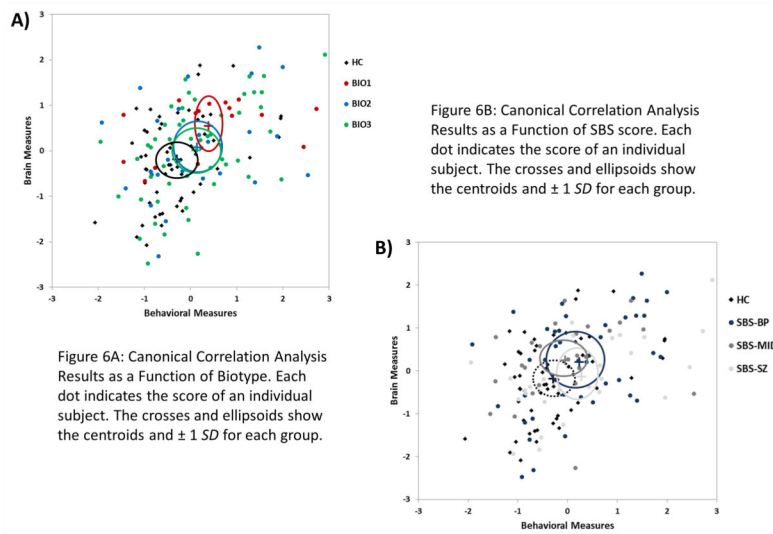 A)
3
2
1
0
-1
-2
-3
-3 -2 -1 0 1 2 3
Brain Measures
Behavioral Measures
HC
BIO1
BIO2
BIO3
Figure 6A: Canonical Correlation Analysis
Results as a Function of Biotype. Each
dot indicates the score of an individual
subject. The crosses and ellipsoids show
the centroids and ± 1 SD for each group.
Figure 6B: Canonical Correlation Analysis
Results as a Function of SBS score. Each
dot indicates the score of an individual
subject. The crosses and ellipsoids show
the centroids and ± 1 SD for each group.
B)
3
2
1
0
-1
-2
-3
-3 -2 -1 0 1 2 3
Brain Measures
Behavioral Measures
HC
SBS-BP
SBS-MID
SBS-SZ